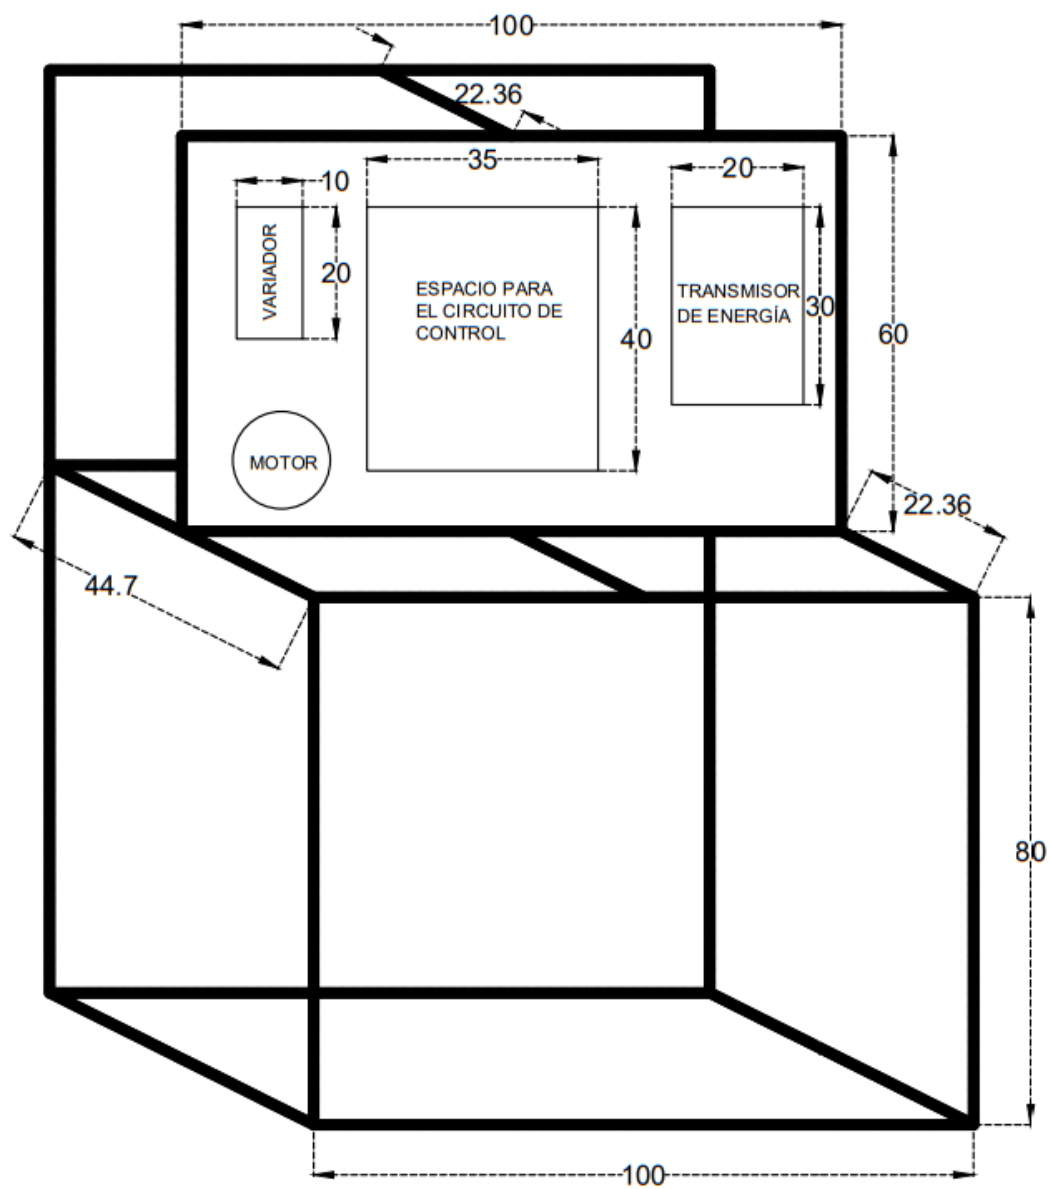 100
22.36
35
20
10
VARIADOR
20
ESPACIO PARA
EL CIRCUITO DE
CONTROL
40
TRANSMISOR
DE ENERGÍA
30
60
MOTOR
22.36
44.7
80
100